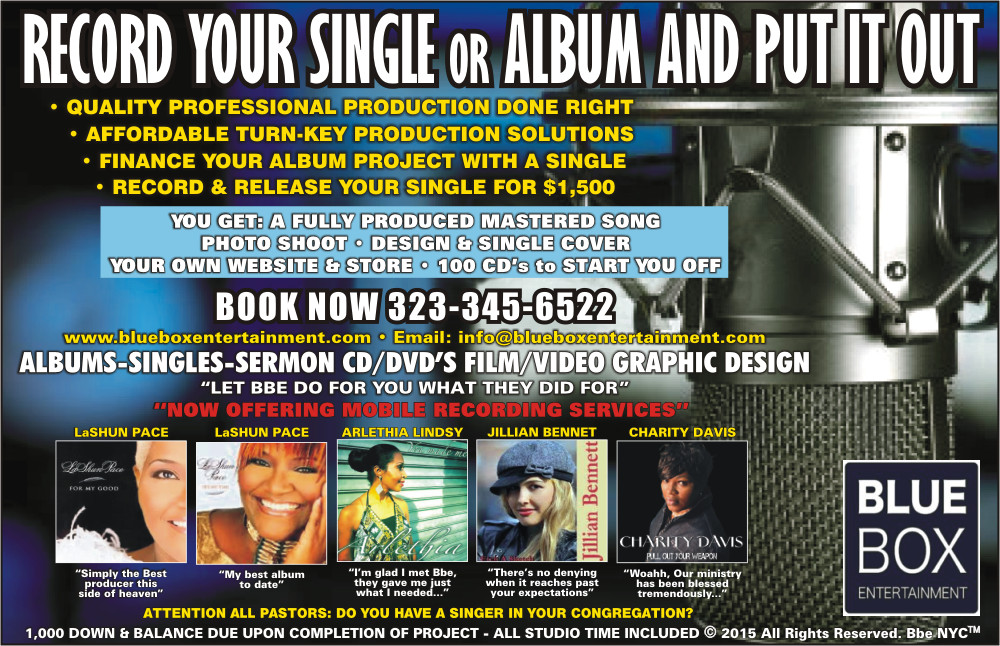 RECORD YOUR SINGLE OR ALBUM AND PUT IT OUT
• QUALITY PROFESSIONAL PRODUCTION DONE RIGHT
• AFFORDABLE TURN-KEY PRODUCTION SOLUTIONS
• FINANCE YOUR ALBUM PROJECT WITH A SINGLE
• RECORD & RELEASE YOUR SINGLE FOR $1,500
YOU GET: A FULLY PRODUCED MASTERED SONG
PHOTO SHOOT • DESIGN & SINGLE COVER
YOUR OWN WEBSITE & STORE • 100 CD's to START YOU OFF
BOOK NOW 323-345-6522
www.blueboxentertainment.com • Email: info@blueboxentertainment.com
ALBUMS-SINGLES-SERMON CD/DVD'S FILM/VIDEO GRAPHIC DESIGN
"LET BBE DO FOR YOU WHAT THEY DID FOR"
"NOW OFFERING MOBILE RECORDING SERVICES"
LaSHUN PACE
LaShun Pace
FOR MY GOOD
"Simply the Best
producer this
side of heaven"
LaSHUN PACE
LaShun Pace
"My best album
to date"
ARLETHIA LINDSY
made me
Arlethia
"I'm glad I met Bbe,
they gave me just
what I needed..."
JILLIAN BENNET
Jillian Bennett
"There's no denying
when it reaches past
your expectations"
CHARITY DAVIS
CHARITY DAVIS
PULL OUT YOUR WEAPON
"Woahh, Our ministry
has been blessed
tremendously..."
BLUE
BOX
ENTERTAINMENT
ATTENTION ALL PASTORS: DO YOU HAVE A SINGER IN YOUR CONGREGATION?
1,000 DOWN & BALANCE DUE UPON COMPLETION OF PROJECT - ALL STUDIO TIME INCLUDED © 2015 All Rights Reserved. Bbe NYC™